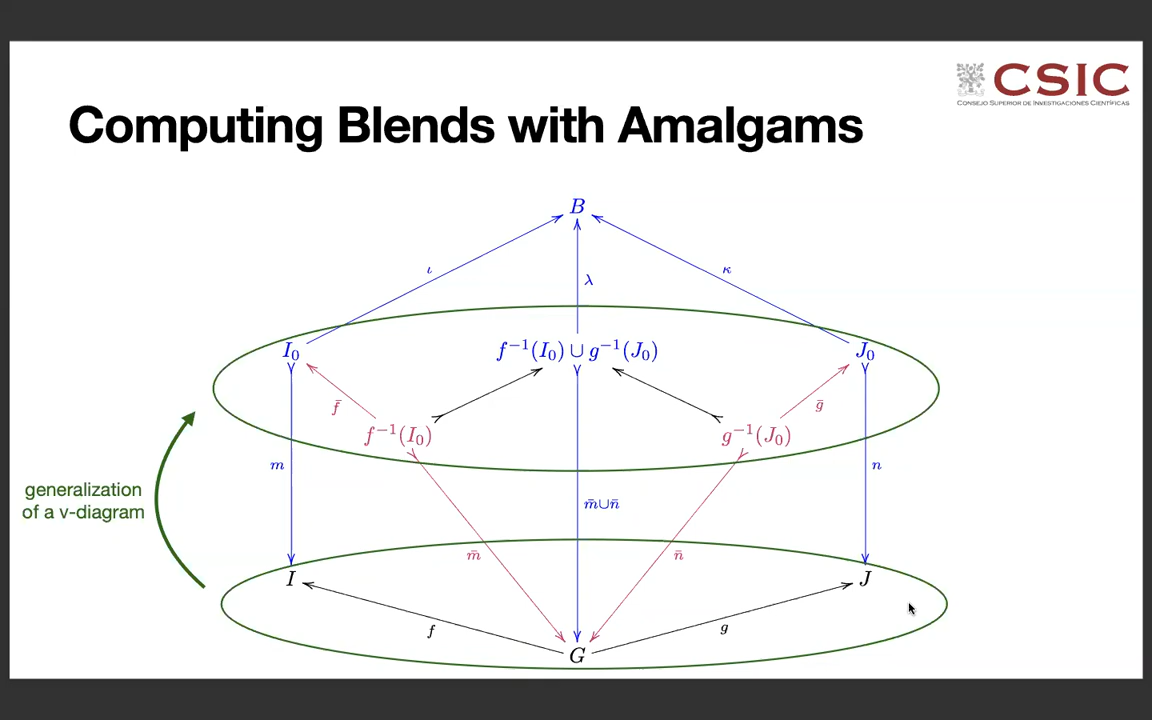 CSIC
CONSEJO SUPERIOR DE INVESTIGACIONES CIENTÍFICAS
Computing Blends with Amalgams
B
ι λ κ
I₀ f⁻¹(I₀) ∪ g⁻¹(J₀) J₀
f̄ ḡ
f⁻¹(I₀) g⁻¹(J₀)
m n
generalization
of a v-diagram
m̄∪n̄
m̄ n̄
I J
f g
G